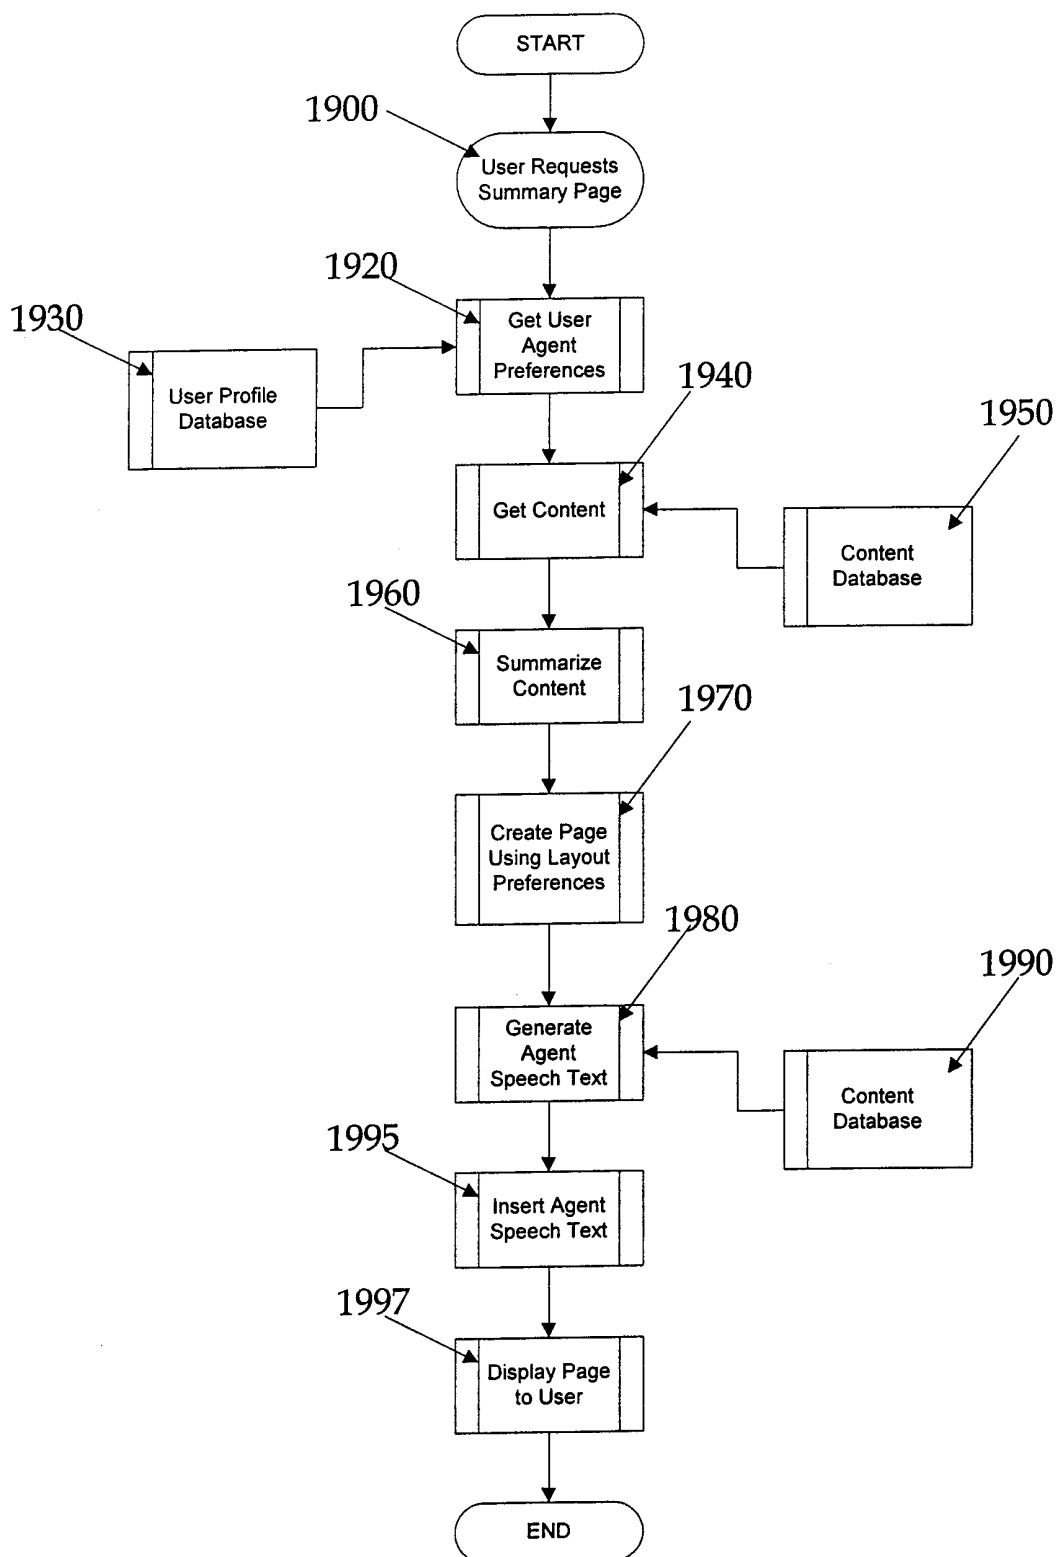 START
1900
User Requests
Summary Page
1920
1930
Get User
Agent
Preferences
User Profile
Database
1940
1950
Get Content
Content
Database
1960
Summarize
Content
1970
Create Page
Using Layout
Preferences
1980
1990
Generate
Agent
Speech Text
Content
Database
1995
Insert Agent
Speech Text
1997
Display Page
to User
END